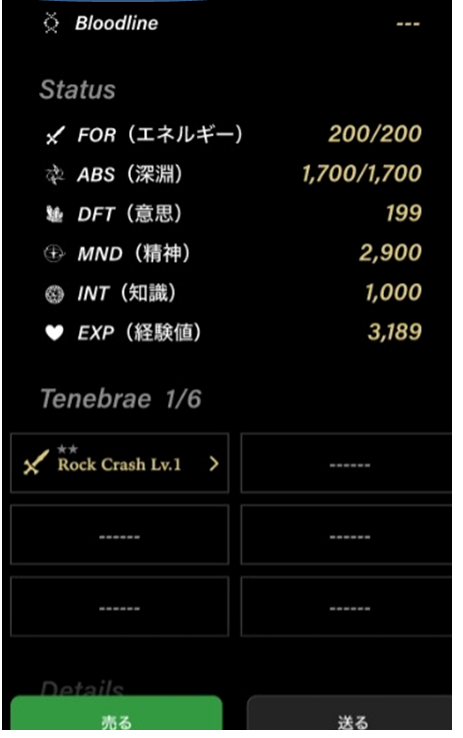 Bloodline ---
Status
FOR（エネルギー） 200/200
ABS（深淵） 1,700/1,700
DFT（意思） 199
MND（精神） 2,900
INT（知識） 1,000
EXP（経験値） 3,189
Tenebrae 1/6
★★
Rock Crash Lv.1 > ------
------ ------
------ ------
Details
売る 送る